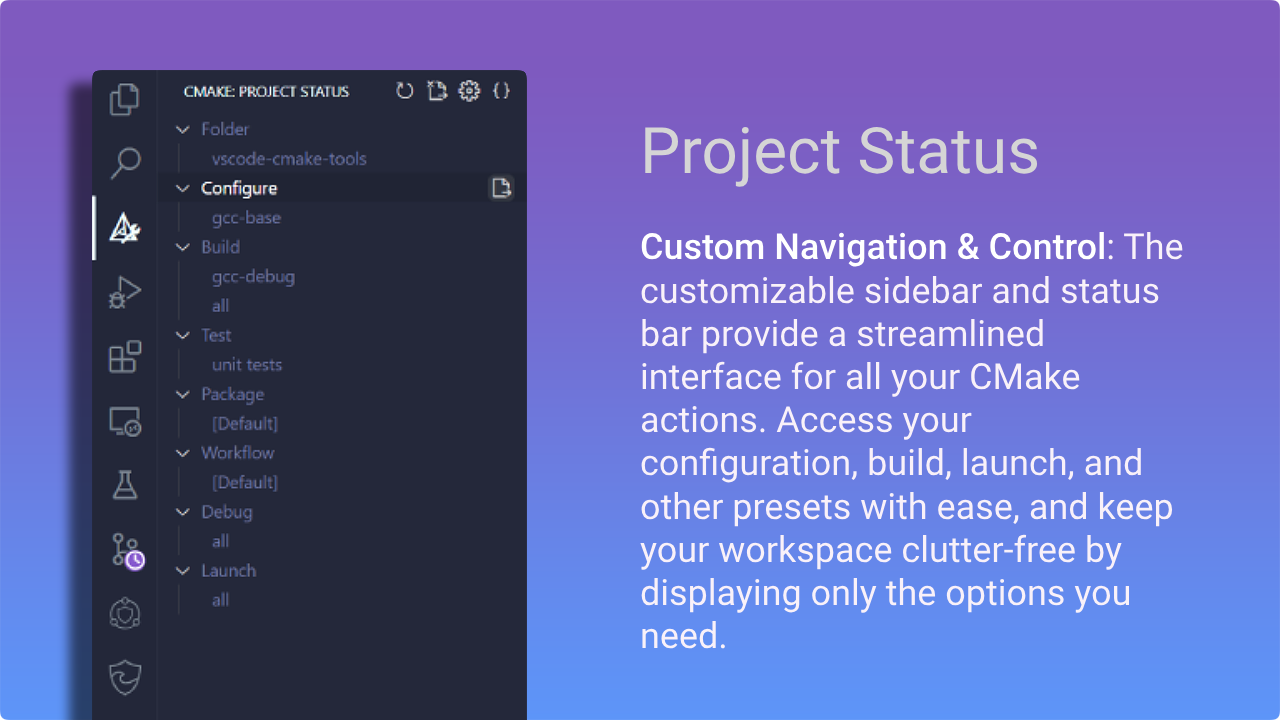 CMAKE: PROJECT STATUS
Folder
vscode-cmake-tools
Configure
gcc-base
Build
gcc-debug
all
Test
unit tests
Package
[Default]
Workflow
[Default]
Debug
all
Launch
all
Project Status
Custom Navigation & Control: The
customizable sidebar and status
bar provide a streamlined
interface for all your CMake
actions. Access your
configuration, build, launch, and
other presets with ease, and keep
your workspace clutter-free by
displaying only the options you
need.